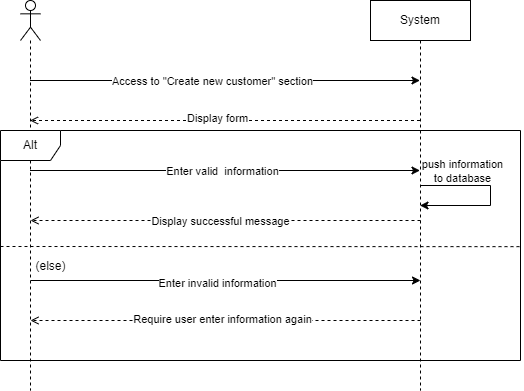 System
Access to "Create new customer" section
Display form
Alt
Enter valid  information
push information
to database
Display successful message
(else)
Enter invalid information
Require user enter information again